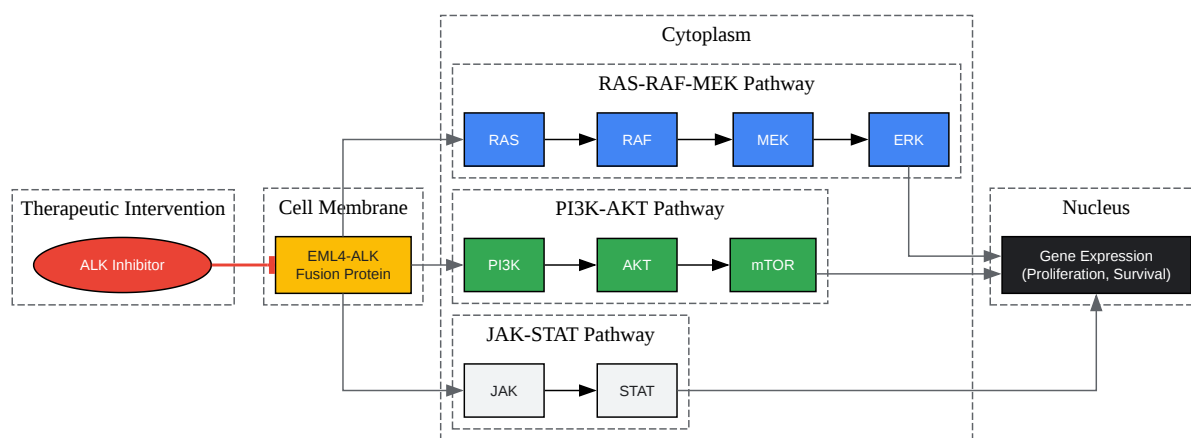 Cytoplasm
RAS-RAF-MEK Pathway
RAS
RAF
MEK
ERK
Therapeutic Intervention
ALK Inhibitor
Cell Membrane
EML4-ALK
Fusion Protein
PI3K-AKT Pathway
PI3K
AKT
mTOR
Nucleus
Gene Expression
(Proliferation, Survival)
JAK-STAT Pathway
JAK
STAT